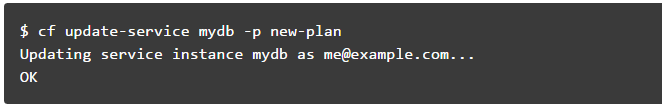 $ cf update-service mydb -p new-plan
Updating service instance mydb as me@example.com...
OK